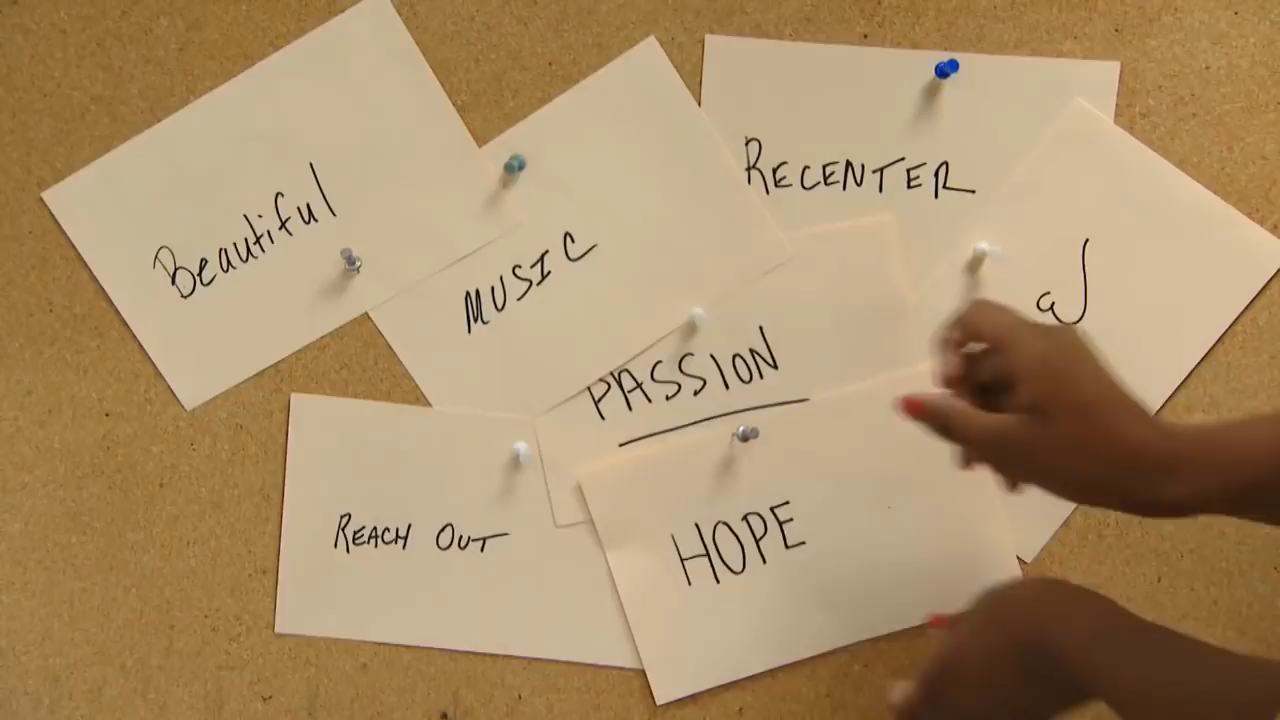 Beautiful
MUSIC
RECENTER
PASSION
REACH OUT
HOPE